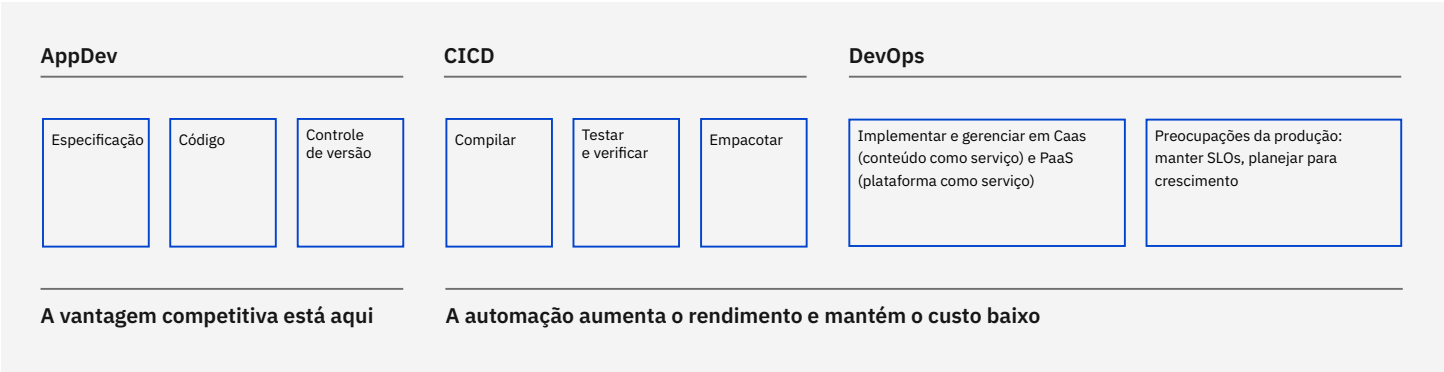 AppDev
CICD
DevOps
Especificação
Código
Controle
de versão
Compilar
Testar
e verificar
Empacotar
Implementar e gerenciar em Caas
(conteúdo como serviço) e PaaS
(plataforma como serviço)
Preocupações da produção:
manter SLOs, planejar para
crescimento
A vantagem competitiva está aqui
A automação aumenta o rendimento e mantém o custo baixo